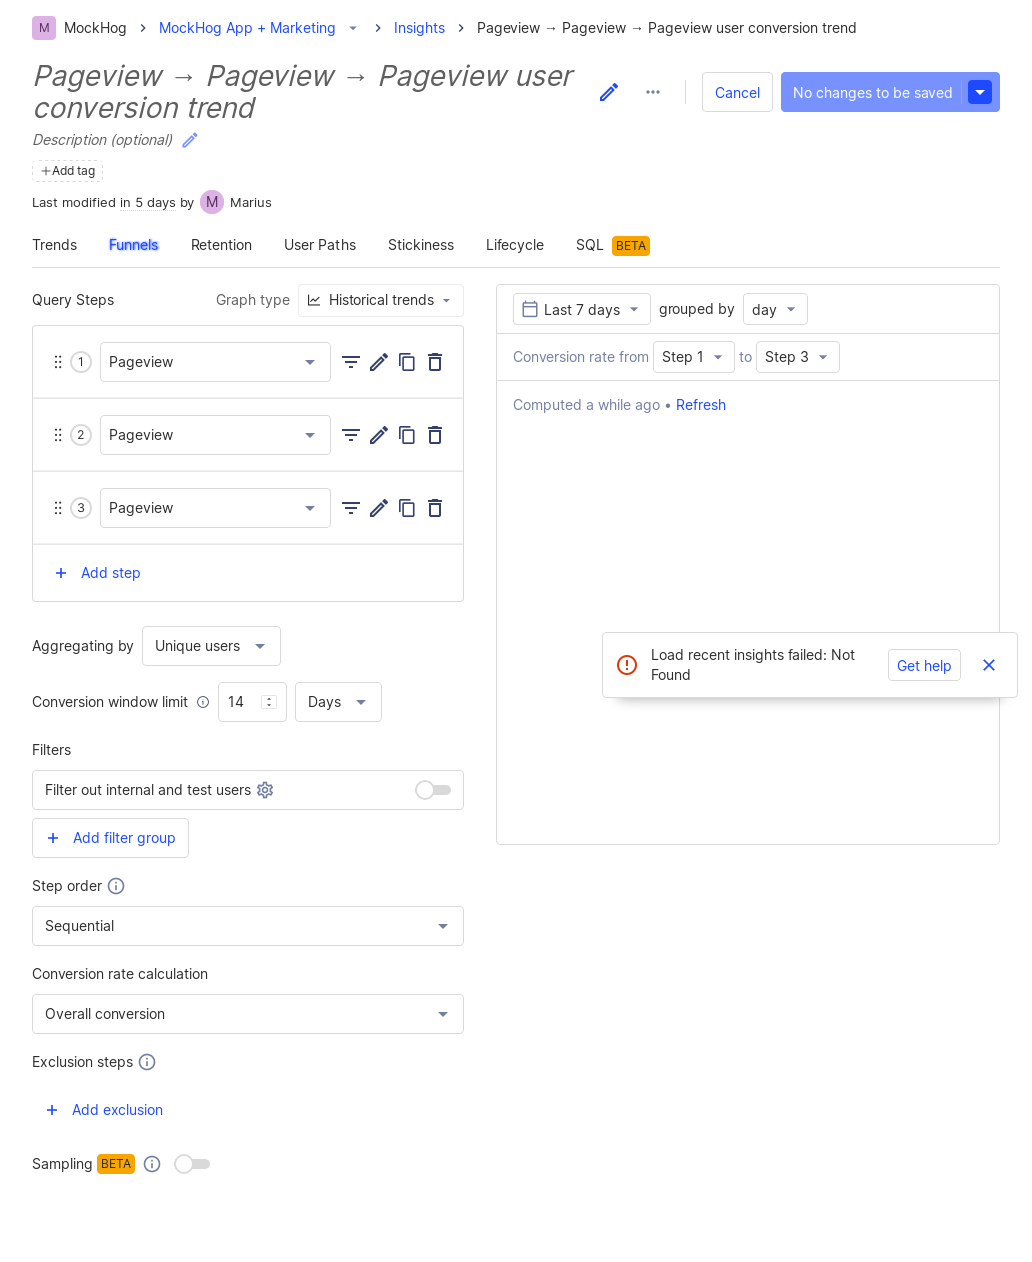 M MockHog MockHog App + Marketing Insights Pageview → Pageview → Pageview user conversion trend
Pageview → Pageview → Pageview user
conversion trend
Cancel No changes to be saved
Description (optional)
Add tag
Last modified in 5 days by M Marius
Trends Funnels Retention User Paths Stickiness Lifecycle SQL BETA
Query Steps Graph type Historical trends
1 Pageview
2 Pageview
3 Pageview
Add step
Aggregating by Unique users
Conversion window limit 14 Days
Filters
Filter out internal and test users
Add filter group
Step order
Sequential
Conversion rate calculation
Overall conversion
Exclusion steps
Add exclusion
Sampling BETA
Last 7 days grouped by day
Conversion rate from Step 1 to Step 3
Computed a while ago • Refresh
Load recent insights failed: Not
Found
Get help